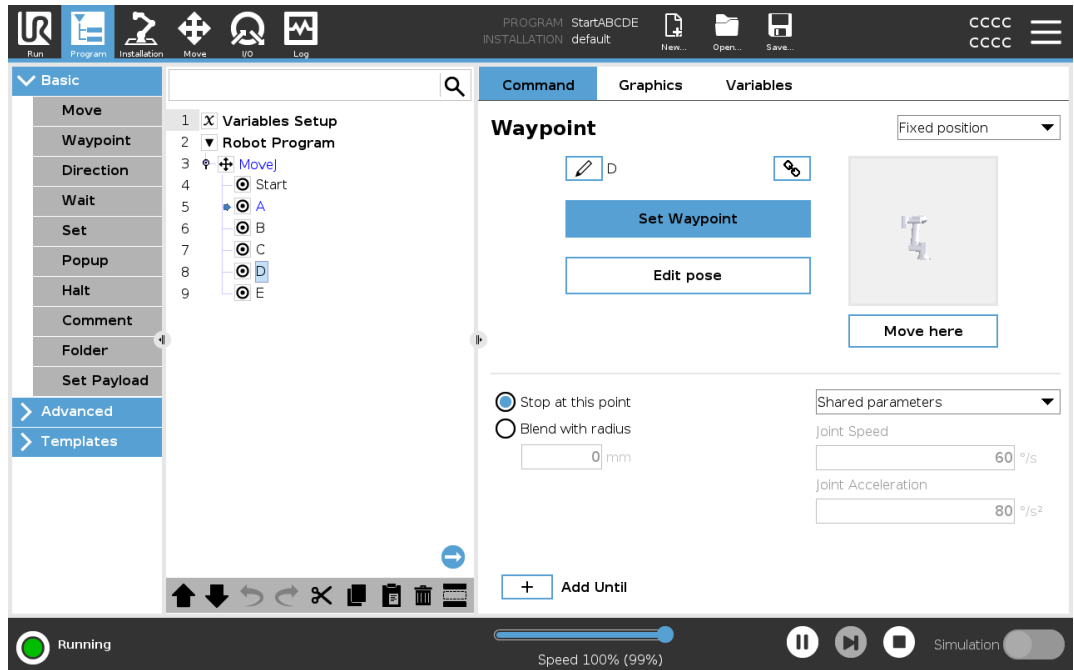 PROGRAM StartABCDE
INSTALLATION default
CCCC
CCCC
Run Program Installation Move I/O Log New... Open... Save...
Basic
Move
Waypoint
Direction
Wait
Set
Popup
Halt
Comment
Folder
Set Payload
Advanced
Templates
1 x Variables Setup
2 Robot Program
3 MoveJ
4 Start
5 A
6 B
7 C
8 D
9 E
Command Graphics Variables
Waypoint
Fixed position
D
Set Waypoint
Edit pose
Move here
Stop at this point
Blend with radius
0 mm
Shared parameters
Joint Speed
60 °/s
Joint Acceleration
80 °/s²
+ Add Until
Running
Speed 100% (99%)
Simulation